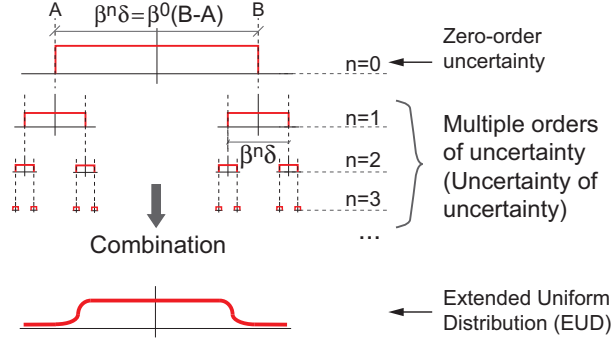 A B
βⁿδ=β⁰(B-A)
n=0
Zero-order
uncertainty
n=1
βⁿδ
n=2
n=3
...
Multiple orders
of uncertainty
(Uncertainty of
uncertainty)
Combination
Extended Uniform
Distribution (EUD)